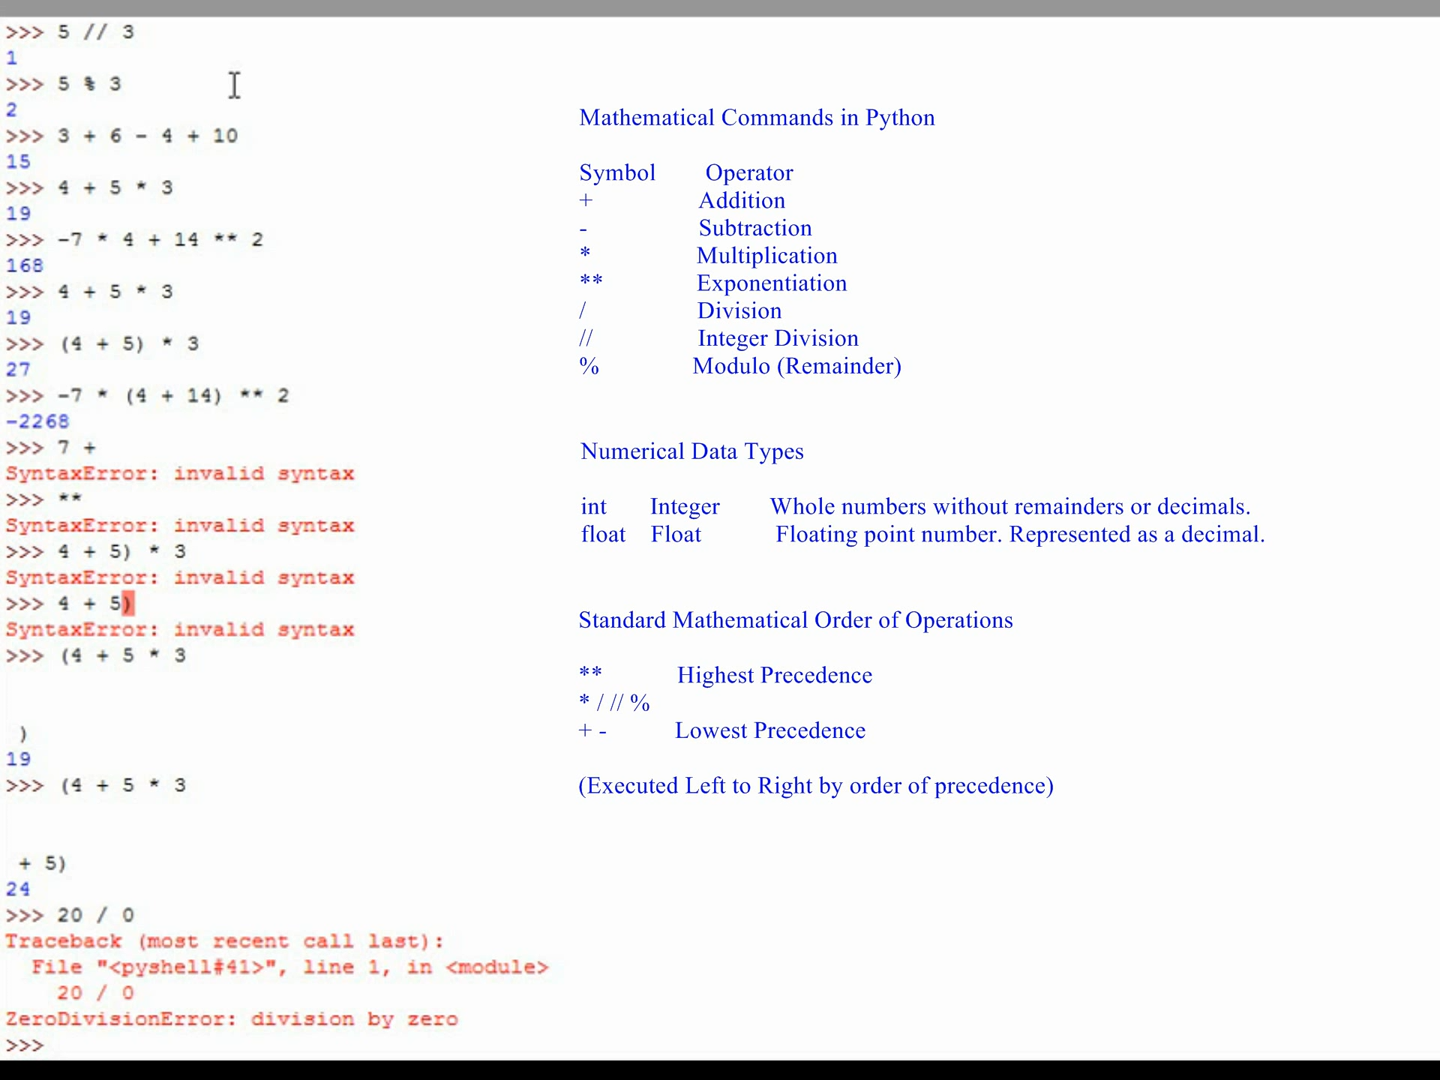 >>> 5 // 3
1
>>> 5 % 3
2
>>> 3 + 6 - 4 + 10
15
>>> 4 + 5 * 3
19
>>> -7 * 4 + 14 ** 2
168
>>> 4 + 5 * 3
19
>>> (4 + 5) * 3
27
>>> -7 * (4 + 14) ** 2
-2268
>>> 7 +
SyntaxError: invalid syntax
>>> **
SyntaxError: invalid syntax
>>> 4 + 5) * 3
SyntaxError: invalid syntax
>>> 4 + 5)
SyntaxError: invalid syntax
>>> (4 + 5 * 3
)
19
>>> (4 + 5 * 3
+ 5)
24
>>> 20 / 0
Traceback (most recent call last):
File "<pyshell#41>", line 1, in <module>
20 / 0
ZeroDivisionError: division by zero
>>>
Mathematical Commands in Python
Symbol Operator
+ Addition
- Subtraction
* Multiplication
** Exponentiation
/ Division
// Integer Division
% Modulo (Remainder)
Numerical Data Types
int Integer Whole numbers without remainders or decimals.
float Float Floating point number. Represented as a decimal.
Standard Mathematical Order of Operations
** Highest Precedence
* / // %
+ - Lowest Precedence
(Executed Left to Right by order of precedence)